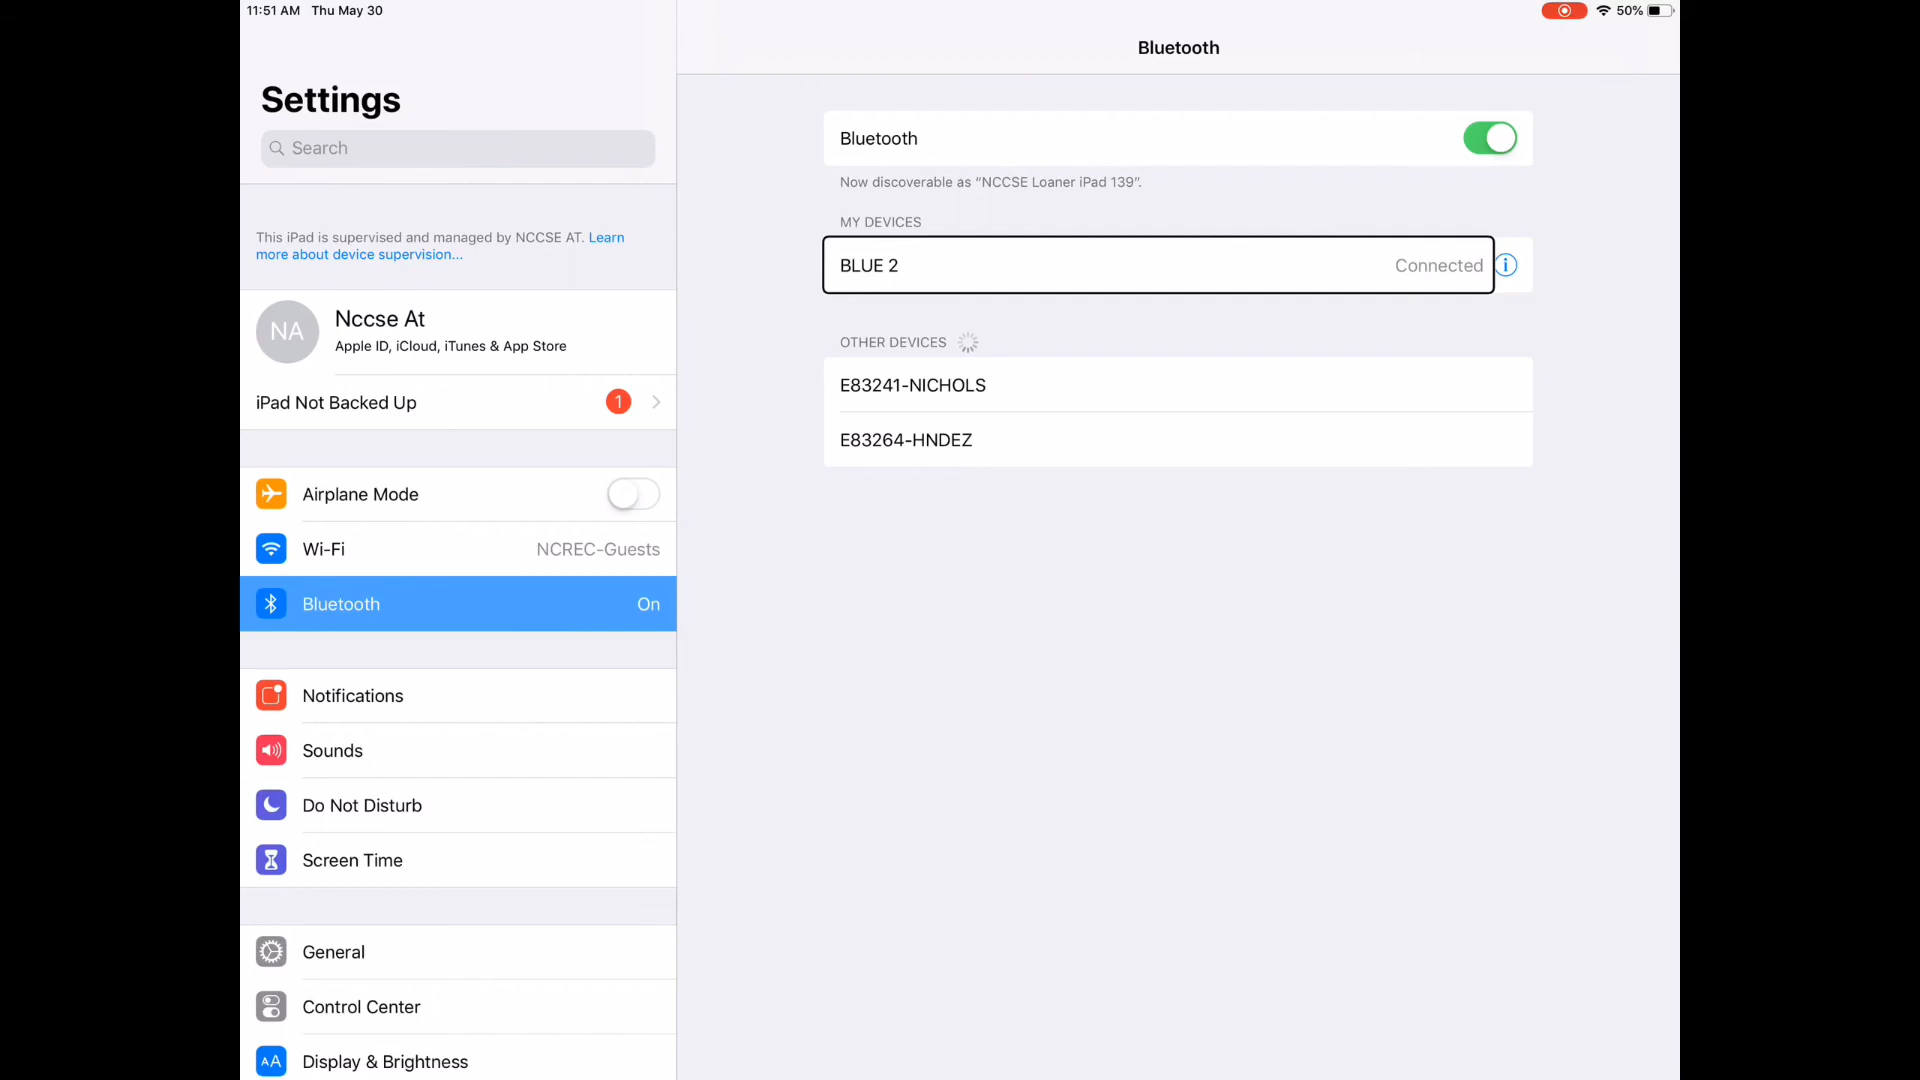 11:51 AM Thu May 30
50%
Settings
Search
This iPad is supervised and managed by NCCSE AT. Learn
more about device supervision...
NA
Nccse At
Apple ID, iCloud, iTunes & App Store
iPad Not Backed Up 1
Airplane Mode
Wi-Fi NCREC-Guests
Bluetooth On
Notifications
Sounds
Do Not Disturb
Screen Time
General
Control Center
AA Display & Brightness
Bluetooth
Bluetooth
Now discoverable as “NCCSE Loaner iPad 139”.
MY DEVICES
BLUE 2 Connected i
OTHER DEVICES
E83241-NICHOLS
E83264-HNDEZ